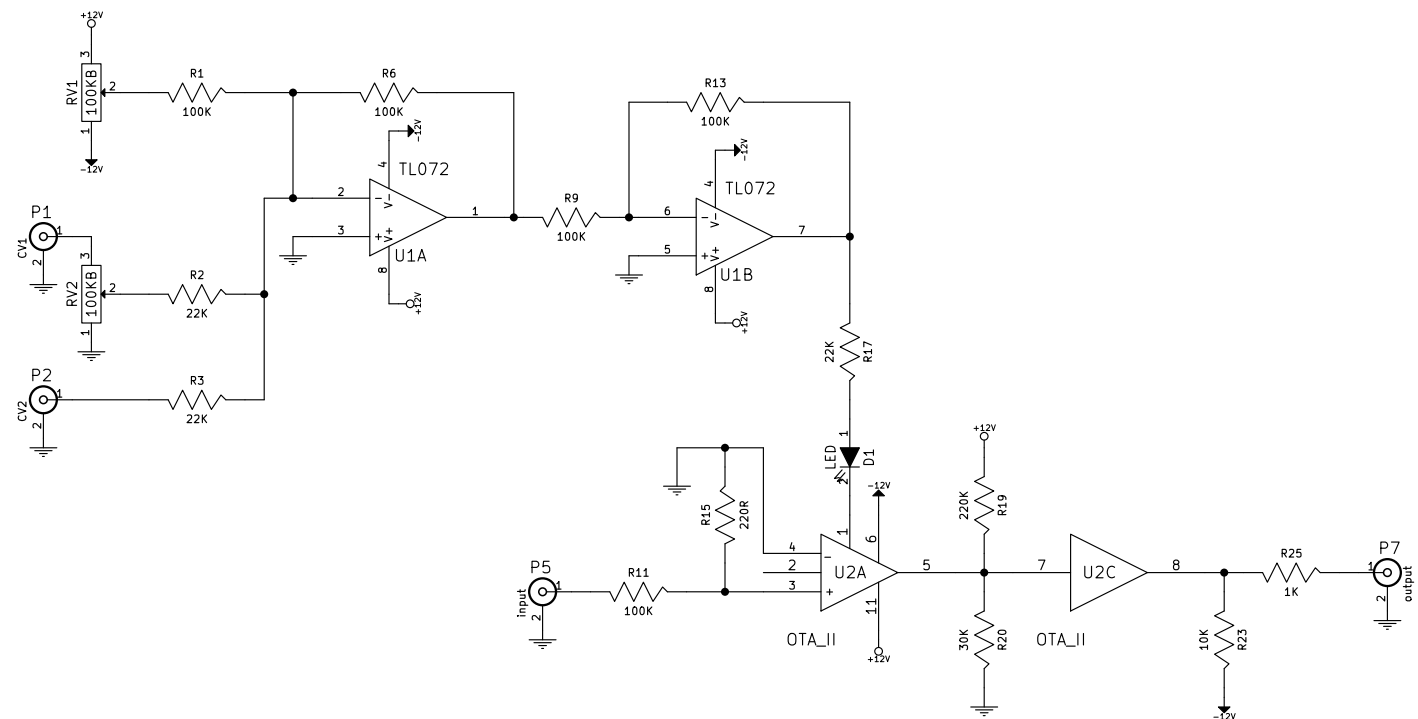 +12V
3
RV1
100KB
2
1
-12V
R1
100K
R6
100K
-12V
4
TL072
2
-
V-
3
+
V+
1
U1A
8
+12V
R13
100K
-12V
4
TL072
R9
100K
6
-
V-
5
+
V+
7
U1B
8
+12V
P1
CV1
1
2
3
RV2
100KB
2
1
R2
22K
P2
CV2
1
2
R3
22K
22K
R17
1
LED
D1
2
-12V
+12V
R15
220R
220K
R19
1
6
4
-
2
U2A
3
+
5
11
OTA_II
+12V
P5
input
1
2
R11
100K
30K
R20
7
U2C
8
OTA_II
R25
1K
P7
1
output
2
10K
R23
-12V